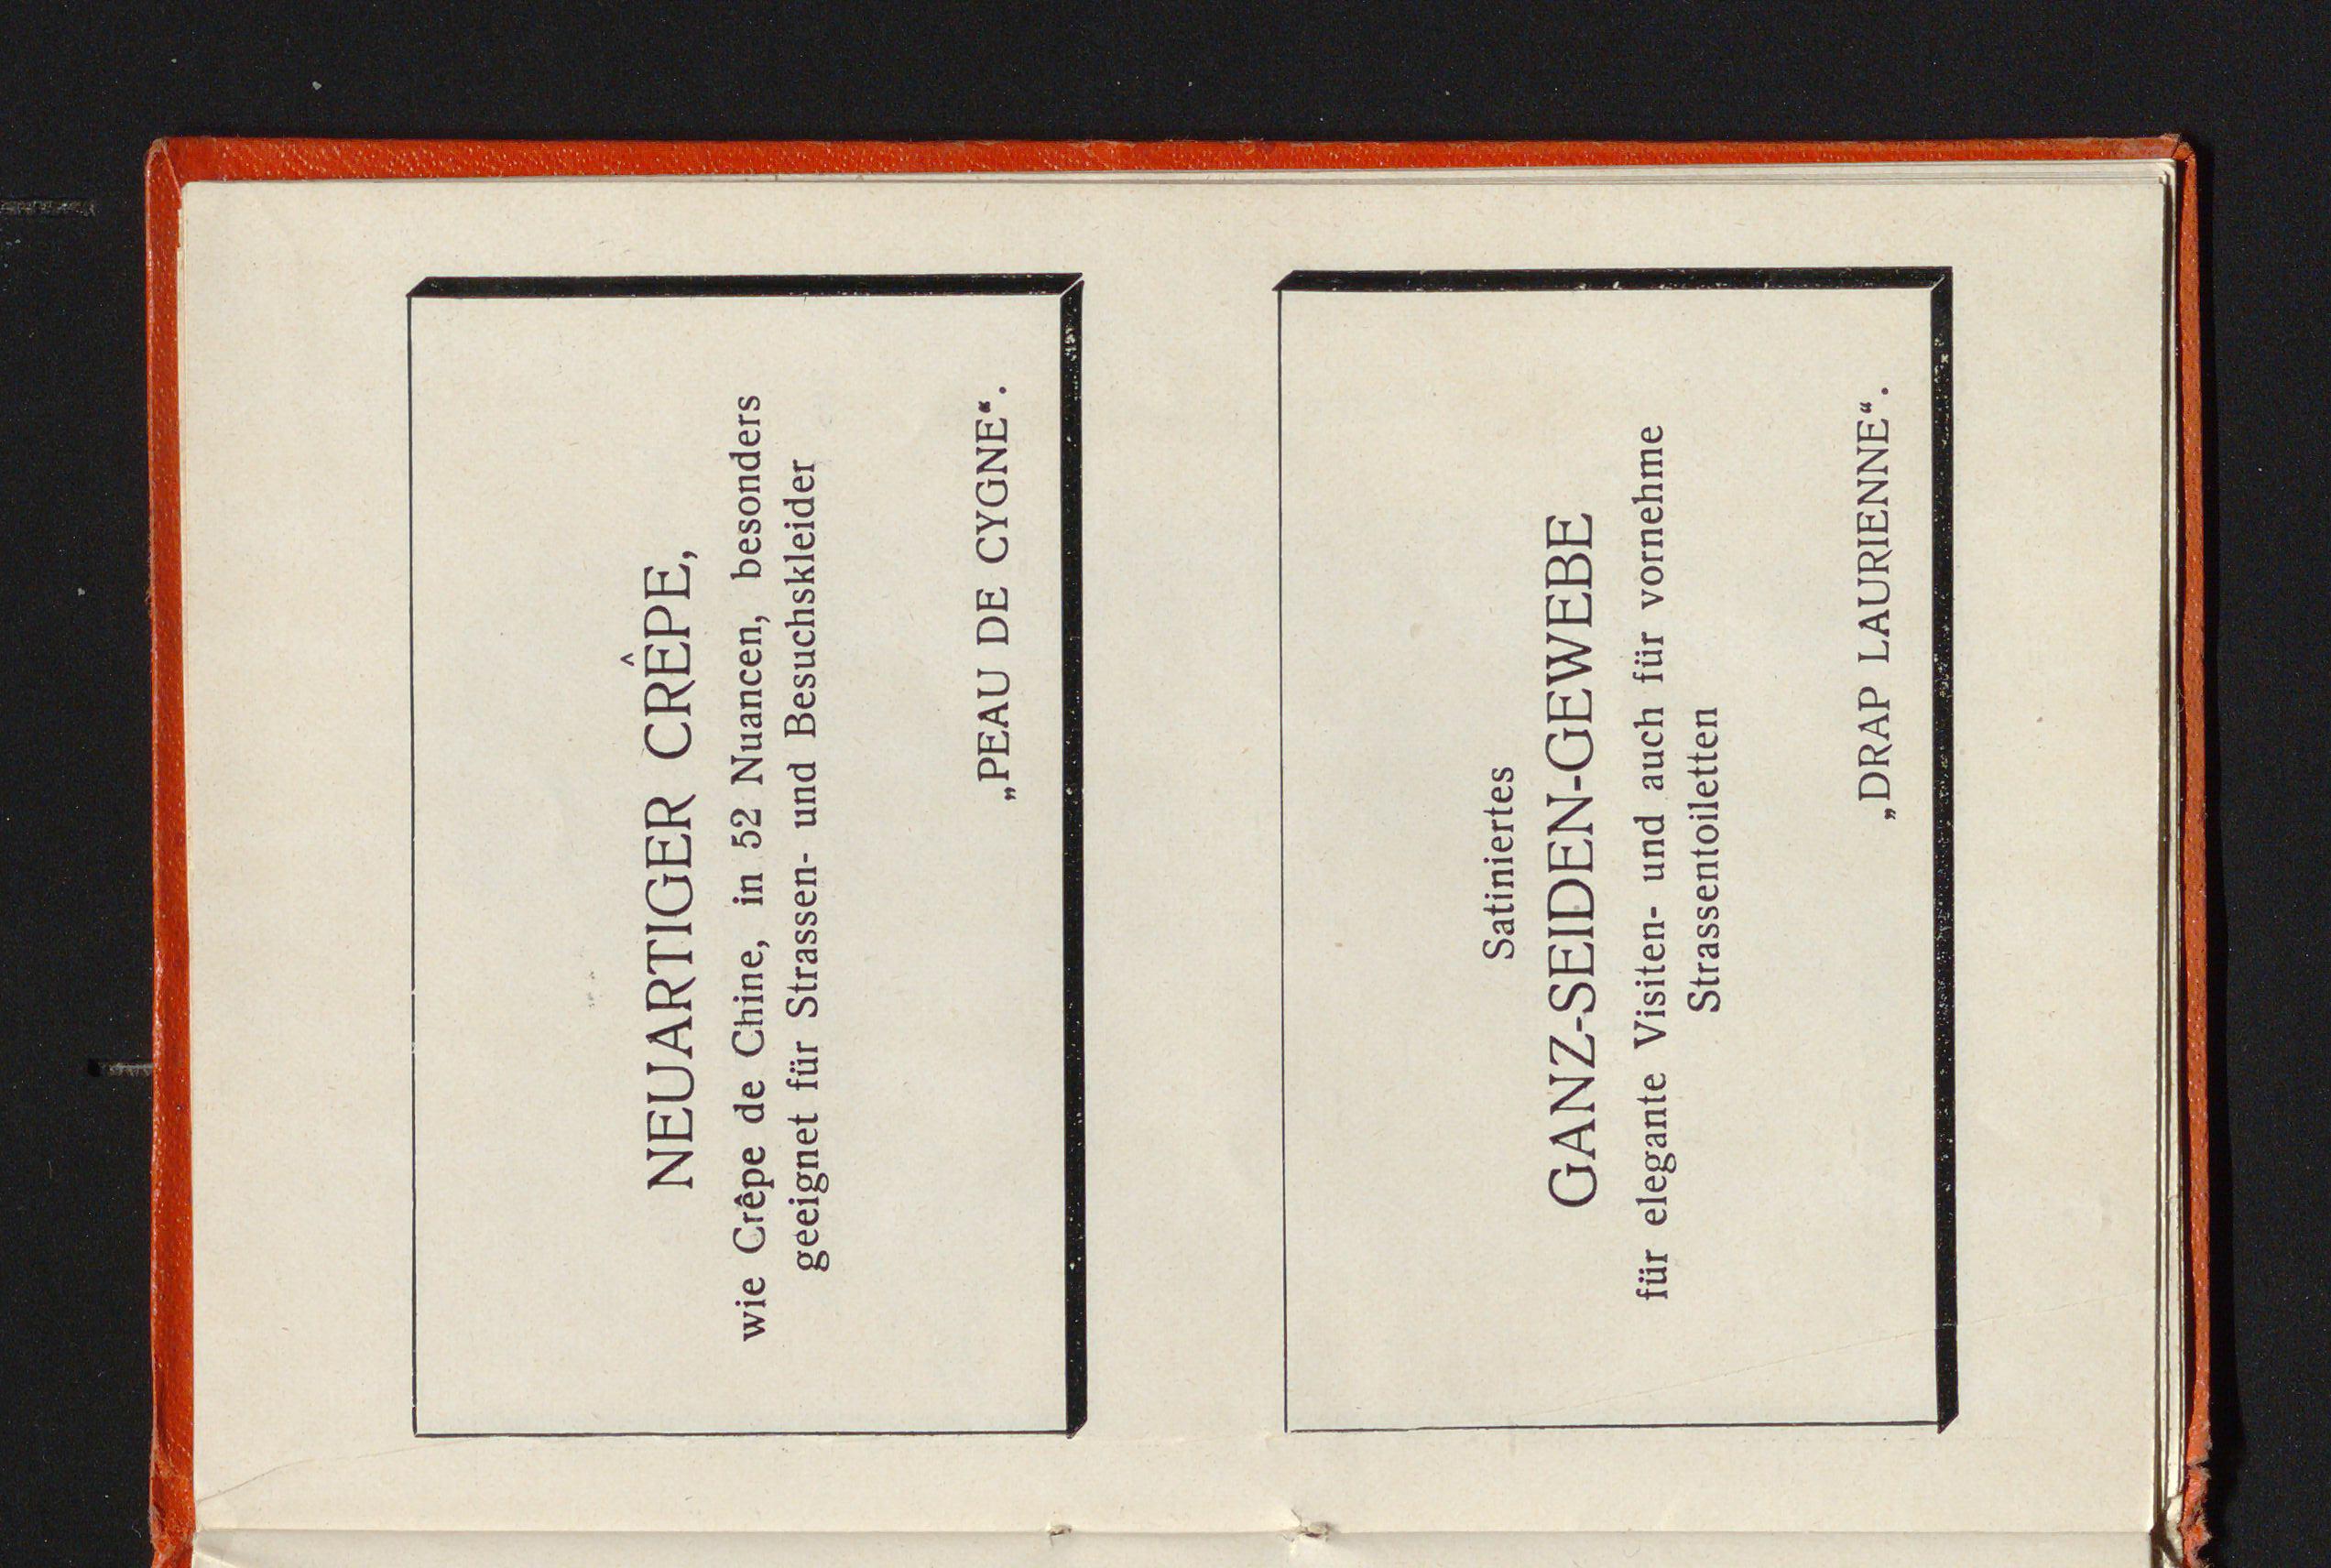 NEUARTIGER CRÊPE,
wie Crêpe de Chine, in 52 Nuancen, besonders
geeignet für Strassen- und Besuchskleider
„PEAU DE CYGNE“.
Satiniertes
GANZ-SEIDEN-GEWEBE
für elegante Visiten- und auch für vornehme
Strassentoiletten
„DRAP LAURIENNE“.